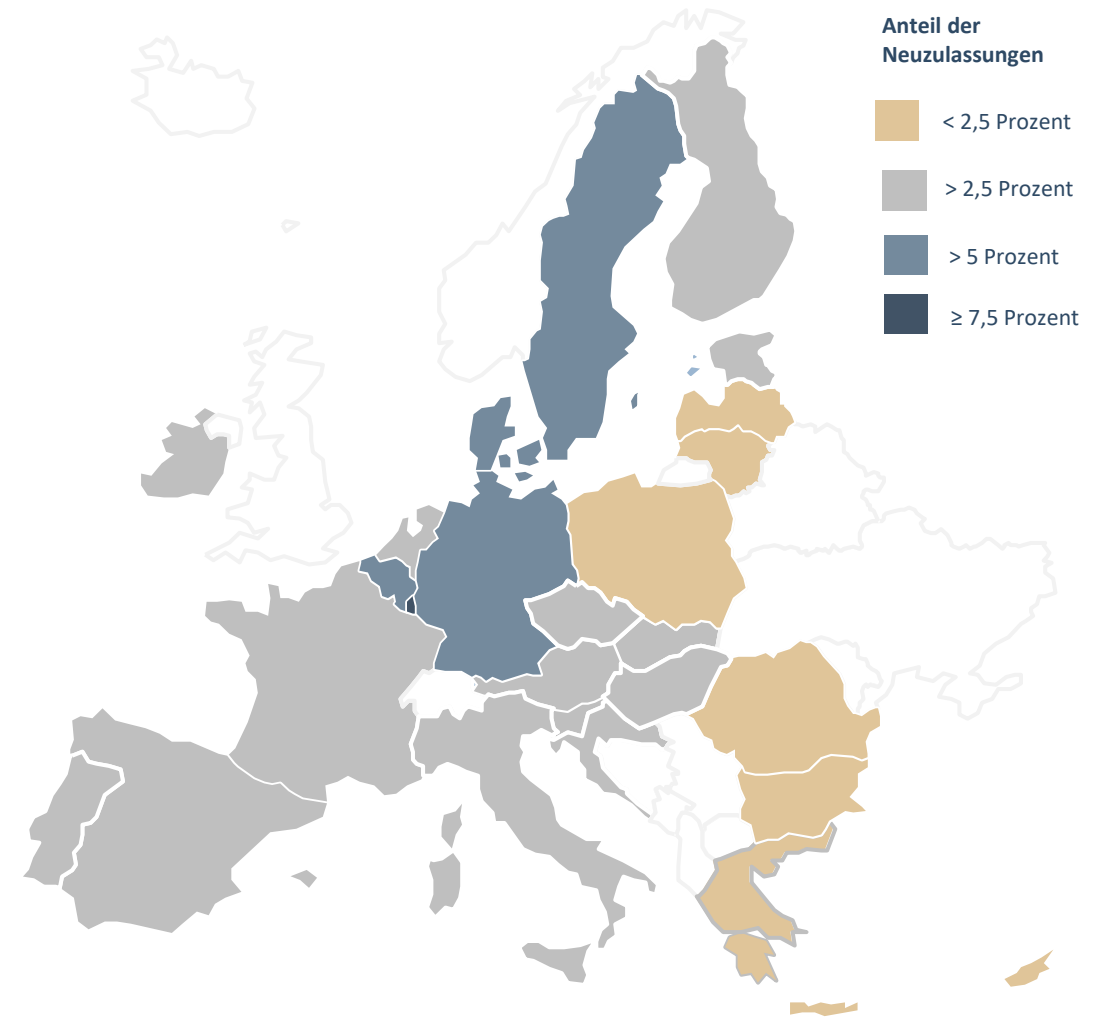 Anteil der
Neuzulassungen
< 2,5 Prozent
> 2,5 Prozent
> 5 Prozent
≥ 7,5 Prozent